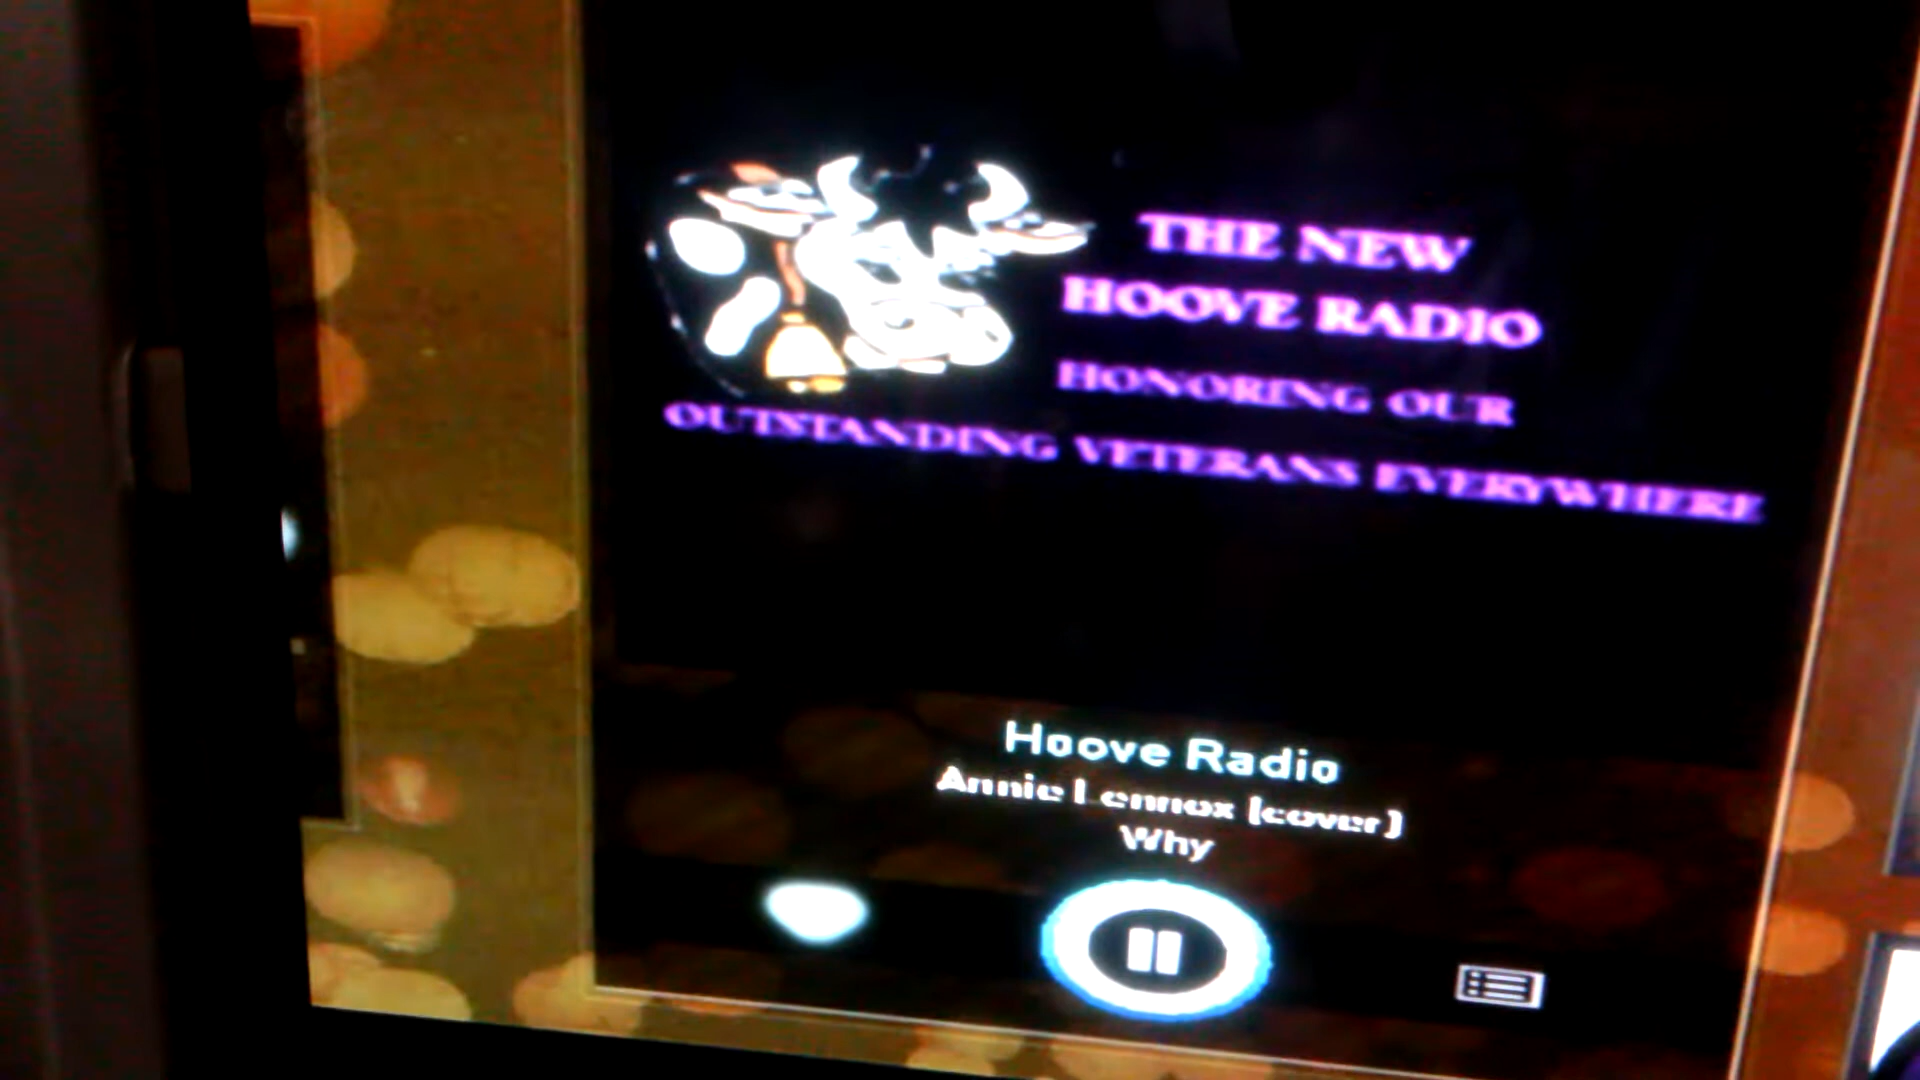 THE NEW
HOOVE RADIO
HONORING OUR
OUTSTANDING VETERANS EVERYWHERE
Hoove Radio
Annie Lennox (cover)
Why